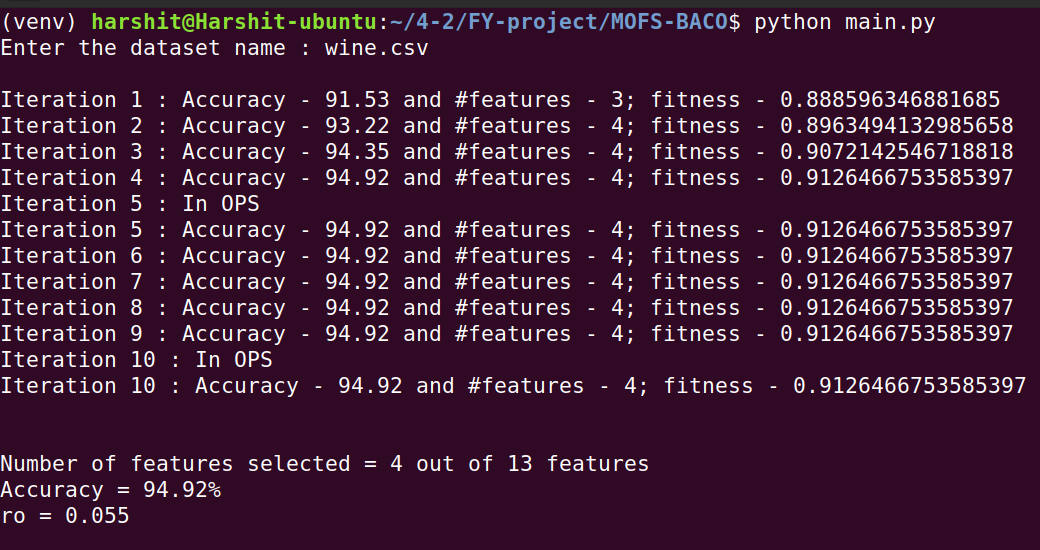 (venv) harshit@Harshit-ubuntu:~/4-2/FY-project/MOFS-BACO$ python main.py
Enter the dataset name : wine.csv
Iteration 1 : Accuracy - 91.53 and #features - 3; fitness - 0.888596346881685
Iteration 2 : Accuracy - 93.22 and #features - 4; fitness - 0.8963494132985658
Iteration 3 : Accuracy - 94.35 and #features - 4; fitness - 0.9072142546718818
Iteration 4 : Accuracy - 94.92 and #features - 4; fitness - 0.9126466753585397
Iteration 5 : In OPS
Iteration 5 : Accuracy - 94.92 and #features - 4; fitness - 0.9126466753585397
Iteration 6 : Accuracy - 94.92 and #features - 4; fitness - 0.9126466753585397
Iteration 7 : Accuracy - 94.92 and #features - 4; fitness - 0.9126466753585397
Iteration 8 : Accuracy - 94.92 and #features - 4; fitness - 0.9126466753585397
Iteration 9 : Accuracy - 94.92 and #features - 4; fitness - 0.9126466753585397
Iteration 10 : In OPS
Iteration 10 : Accuracy - 94.92 and #features - 4; fitness - 0.9126466753585397
Number of features selected = 4 out of 13 features
Accuracy = 94.92%
ro = 0.055